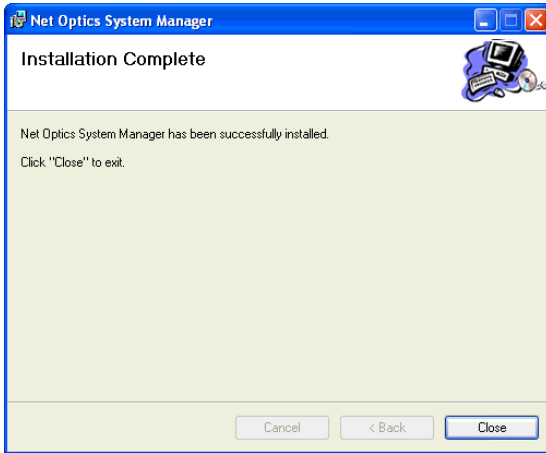 Net Optics System Manager
Installation Complete
Net Optics System Manager has been successfully installed.
Click "Close" to exit.
Cancel
< Back
Close